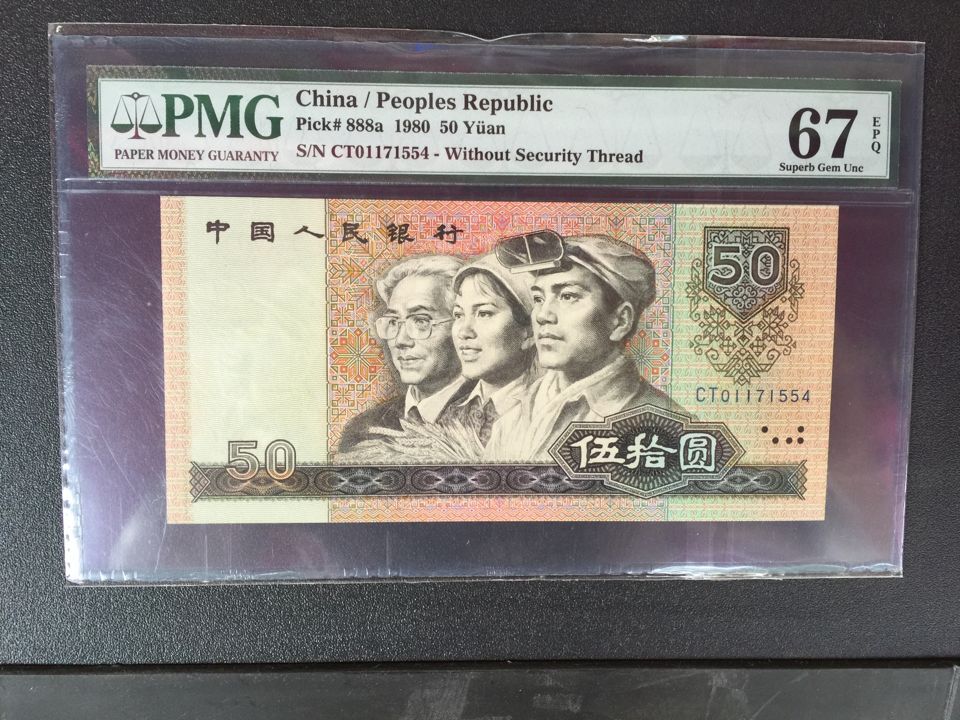 PMG
PAPER MONEY GUARANTY
China / Peoples Republic
Pick# 888a 1980 50 Yüan
S/N CT01171554 - Without Security Thread
67
EPQ
Superb Gem Unc
中国人民银行
50
CT01171554
50
伍拾圆